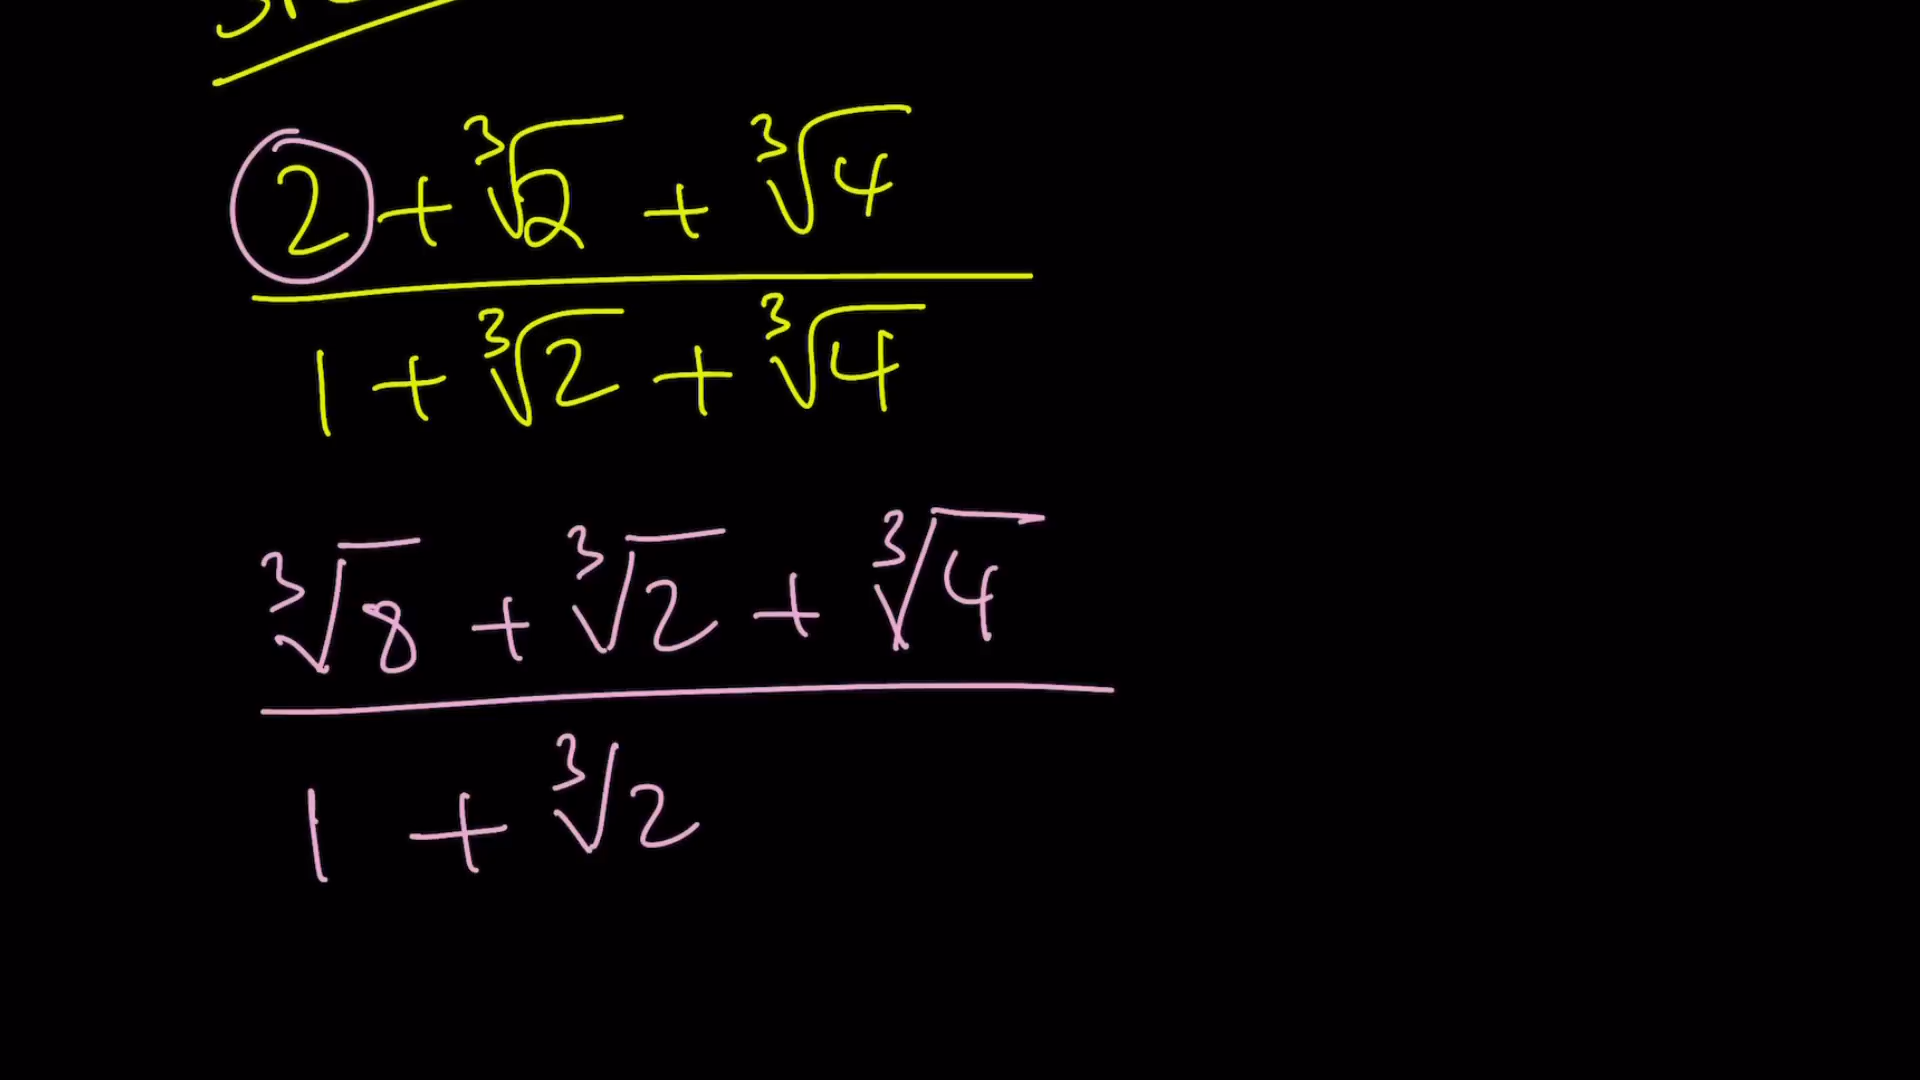 2 + ∛2 + ∛4
1 + ∛2 + ∛4
∛8 + ∛2 + ∛4
1 + ∛2